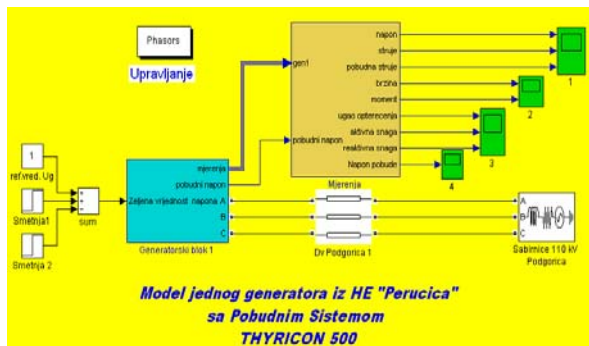 Phasors
Upravljanje
gen1
pobudni napon
napon
struje
pobudna struje
brzina
moment
ugao opterecenja
aktivna snaga
reaktivna snaga
Napon pobude
1
2
3
4
Mjerenja
1
ref.vred. Ug
Smetnja1
Smetnja 2
sum
mjerenja
pobudni napon
Zeljena vrijednost napona A
B
C
Generatorski blok 1
Dv Podgorica 1
A
B
C
Sabirnice 110 kV
Podgorica
Model jednog generatora iz HE "Perucica"
sa Pobudnim Sistemom
THYRICON 500